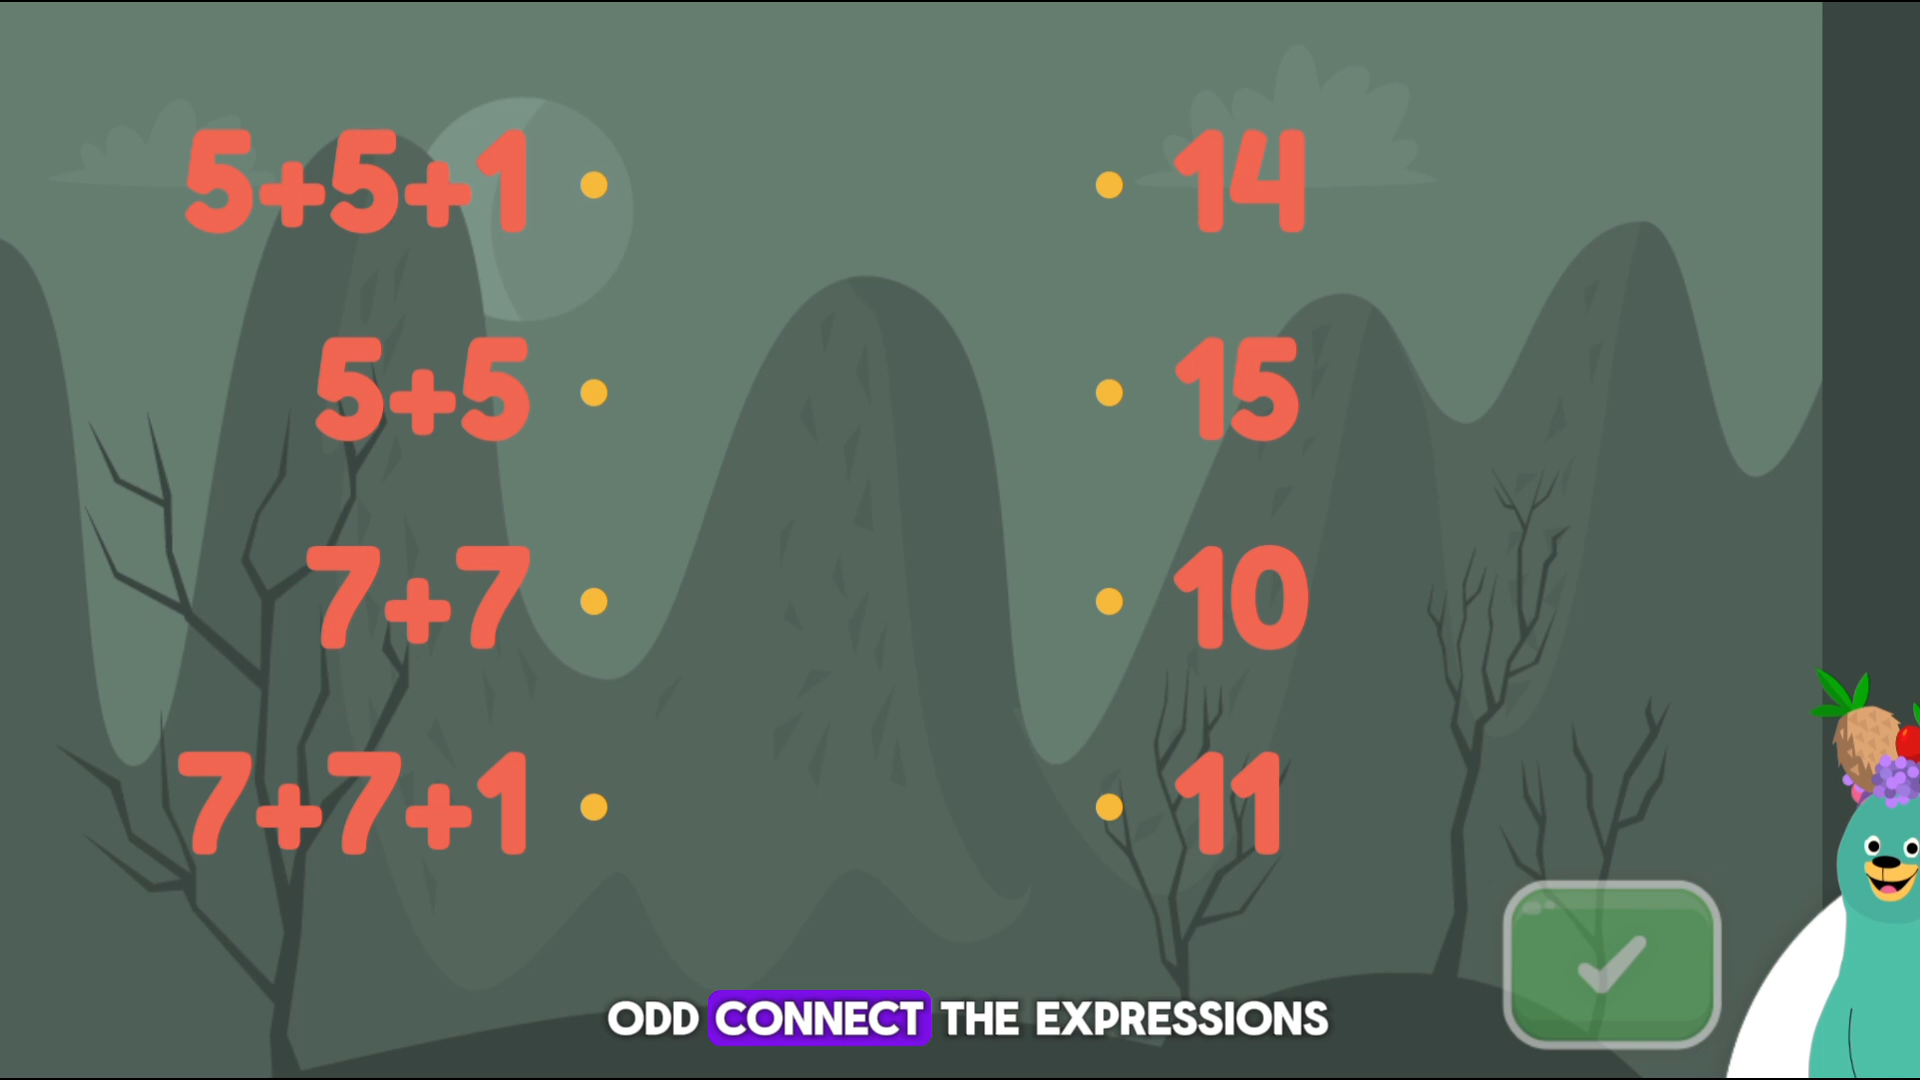 5+5+1 14
5+5 15
7+7 10
7+7+1 11
ODD CONNECT THE EXPRESSIONS